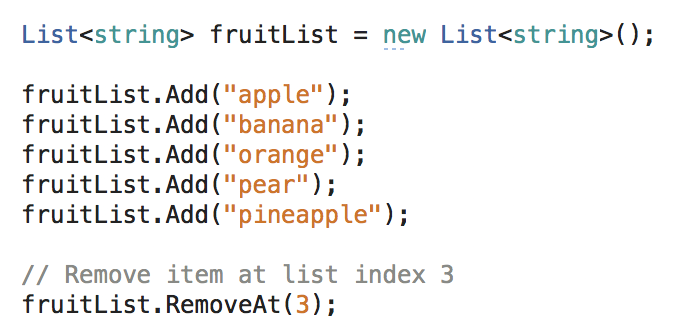 List<string> fruitList = new List<string>();
fruitList.Add("apple");
fruitList.Add("banana");
fruitList.Add("orange");
fruitList.Add("pear");
fruitList.Add("pineapple");
// Remove item at list index 3
fruitList.RemoveAt(3);